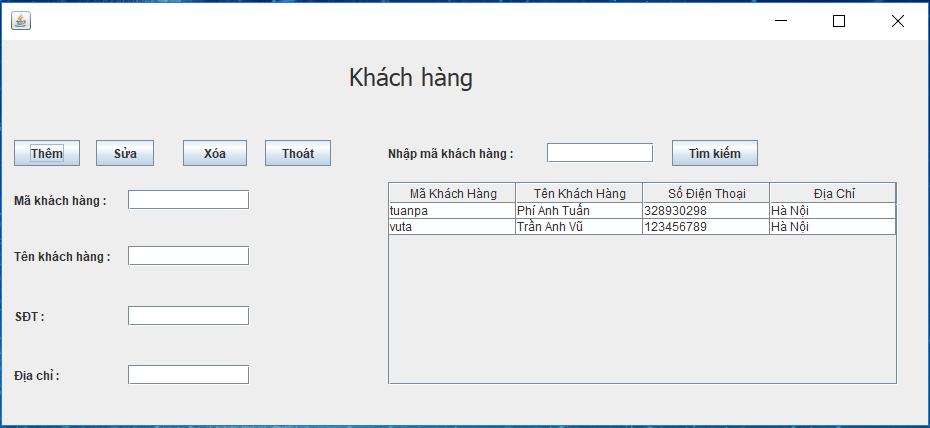 Khách hàng
Thêm Sửa Xóa Thoát Nhập mã khách hàng : Tìm kiếm
Mã khách hàng :
Tên khách hàng :
SĐT :
Địa chỉ :
Mã Khách Hàng Tên Khách Hàng Số Điện Thoại Địa Chỉ
tuanpa Phí Anh Tuấn 328930298 Hà Nội
vuta Trần Anh Vũ 123456789 Hà Nội